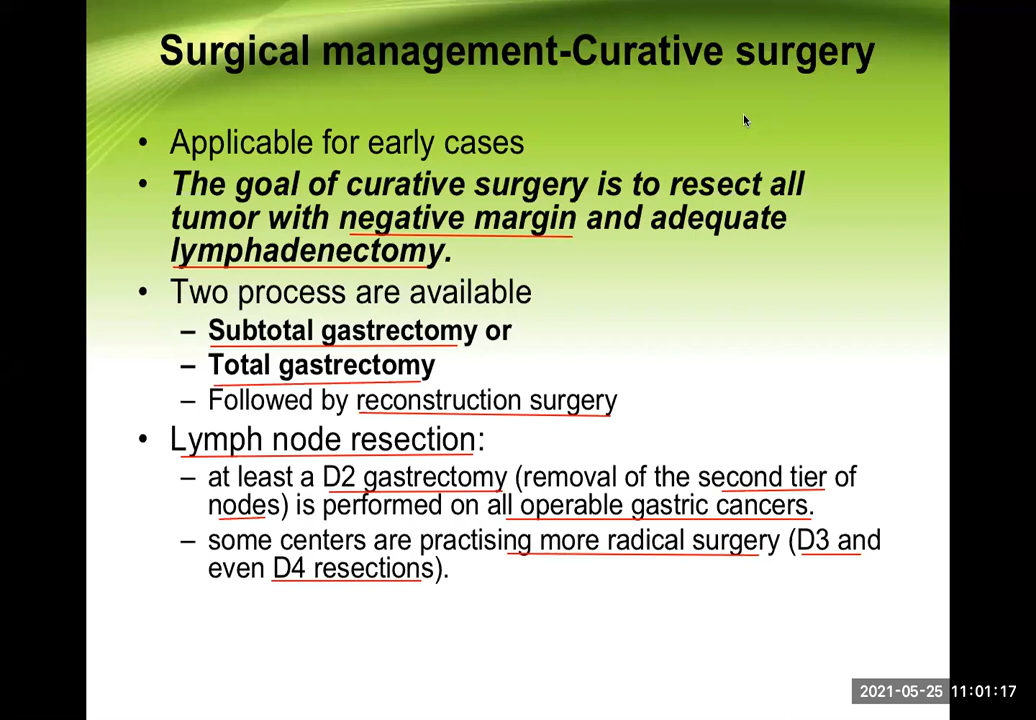 Surgical management-Curative surgery
• Applicable for early cases
• The goal of curative surgery is to resect all
tumor with negative margin and adequate
lymphadenectomy.
• Two process are available
– Subtotal gastrectomy or
– Total gastrectomy
– Followed by reconstruction surgery
• Lymph node resection:
– at least a D2 gastrectomy (removal of the second tier of
nodes) is performed on all operable gastric cancers.
– some centers are practising more radical surgery (D3 and
even D4 resections).
2021-05-25 11:01:17